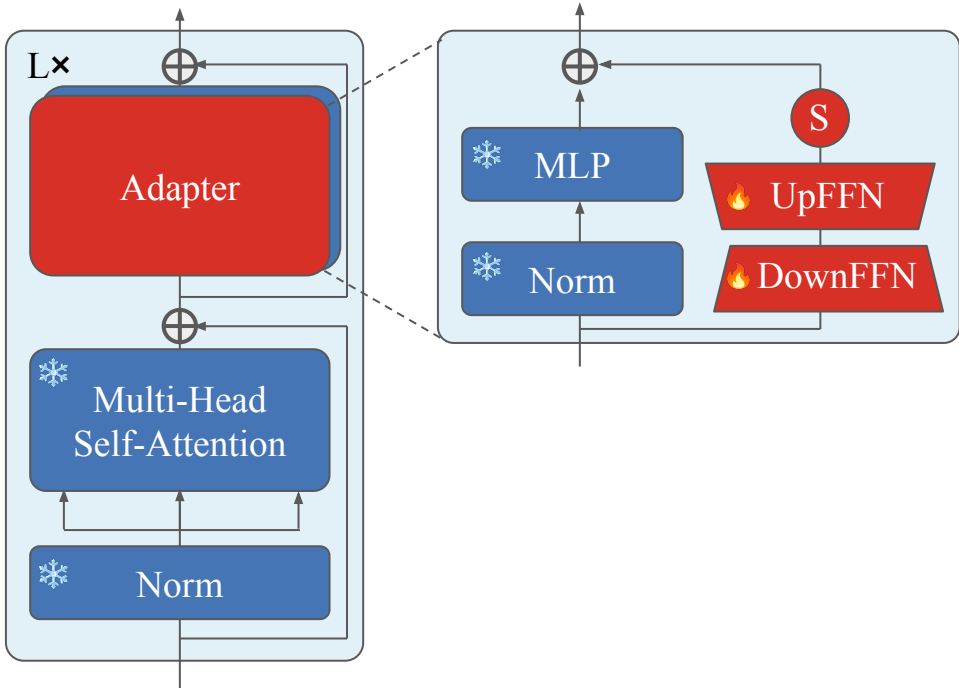 L×
Adapter
Multi-Head
Self-Attention
Norm
S
MLP
UpFFN
Norm
DownFFN